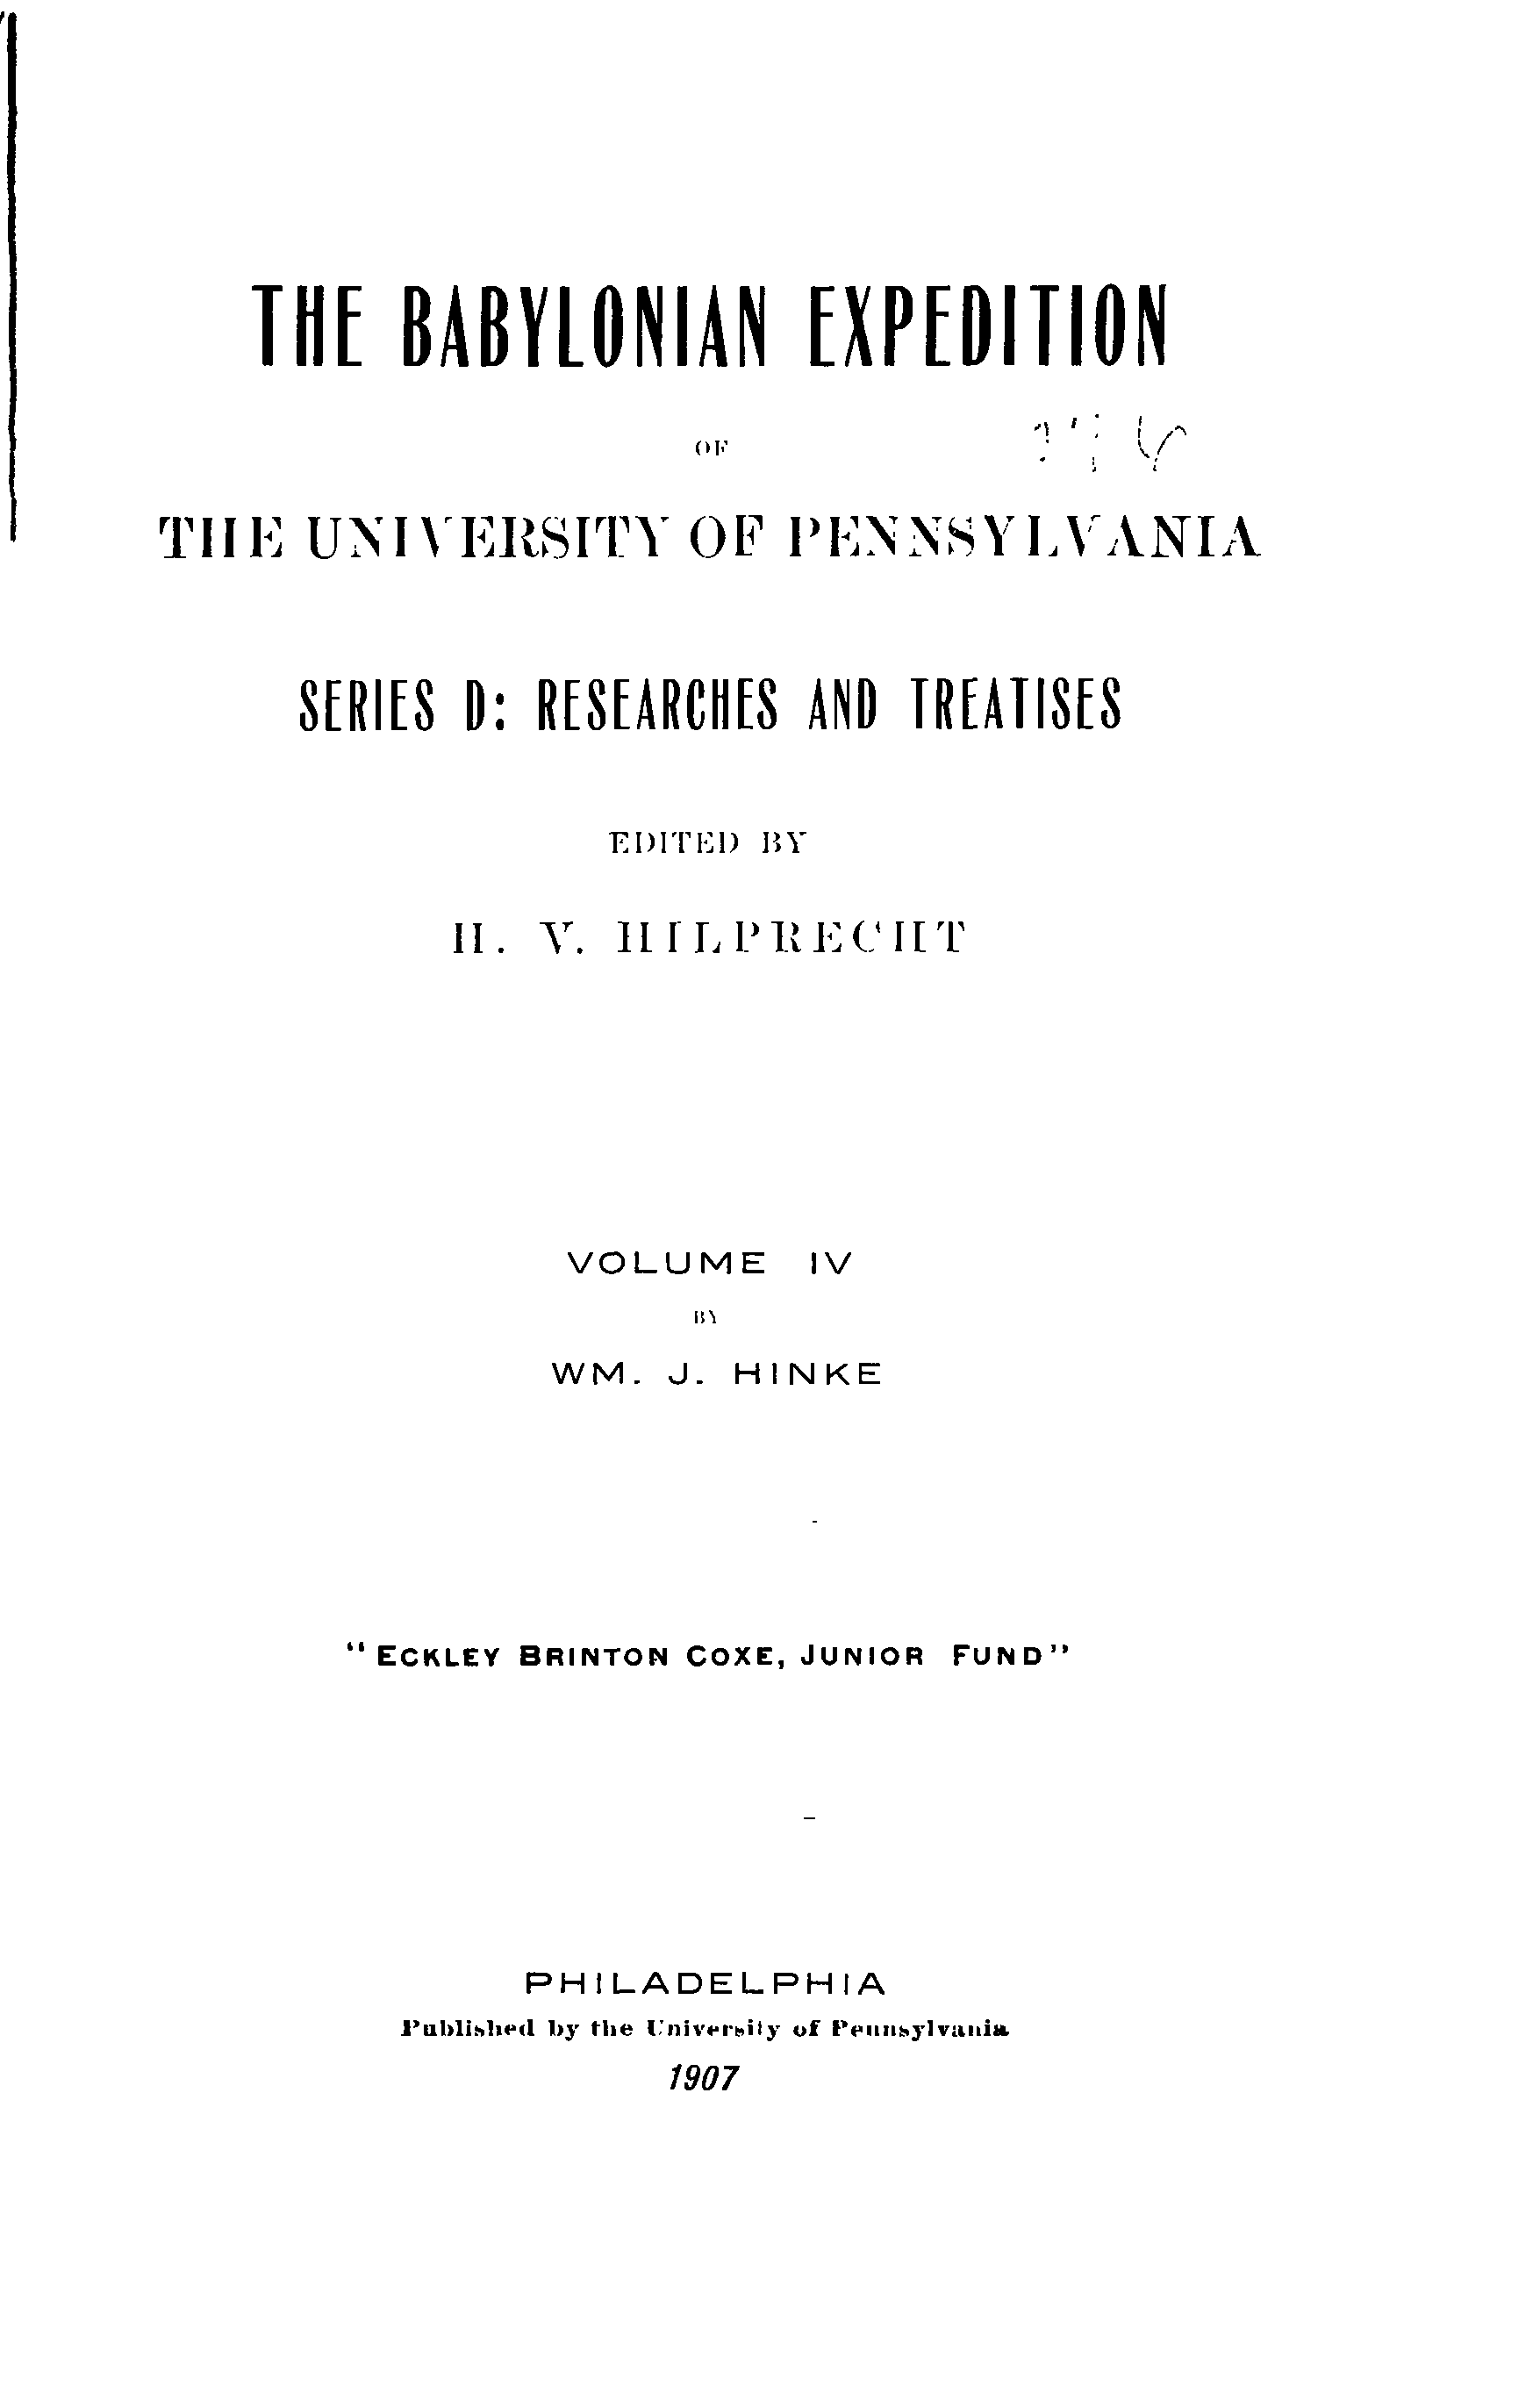 THE BABYLONIAN EXPEDITION
OF
THE UNIVERSITY OF PENNSYLVANIA
SERIES D: RESEARCHES AND TREATISES
EDITED BY
H. V. HILPRECHT
VOLUME IV
BY
WM. J. HINKE
"ECKLEY BRINTON COXE, JUNIOR FUND"
PHILADELPHIA
Published by the University of Pennsylvania
1907